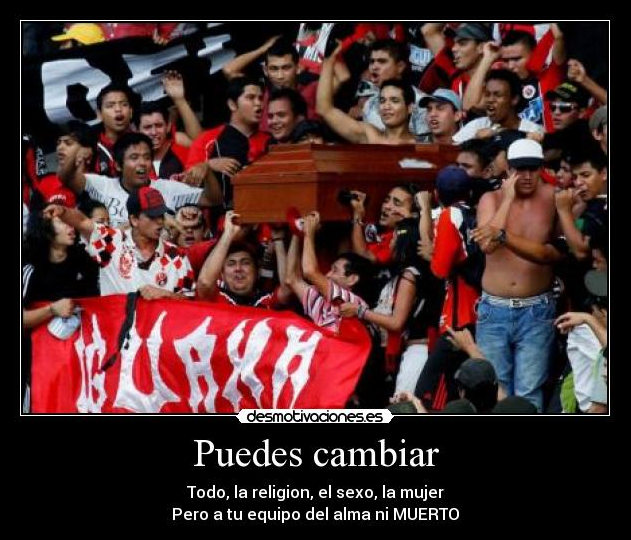 desmotivaciones.es
Puedes cambiar
Todo, la religion, el sexo, la mujer
Pero a tu equipo del alma ni MUERTO